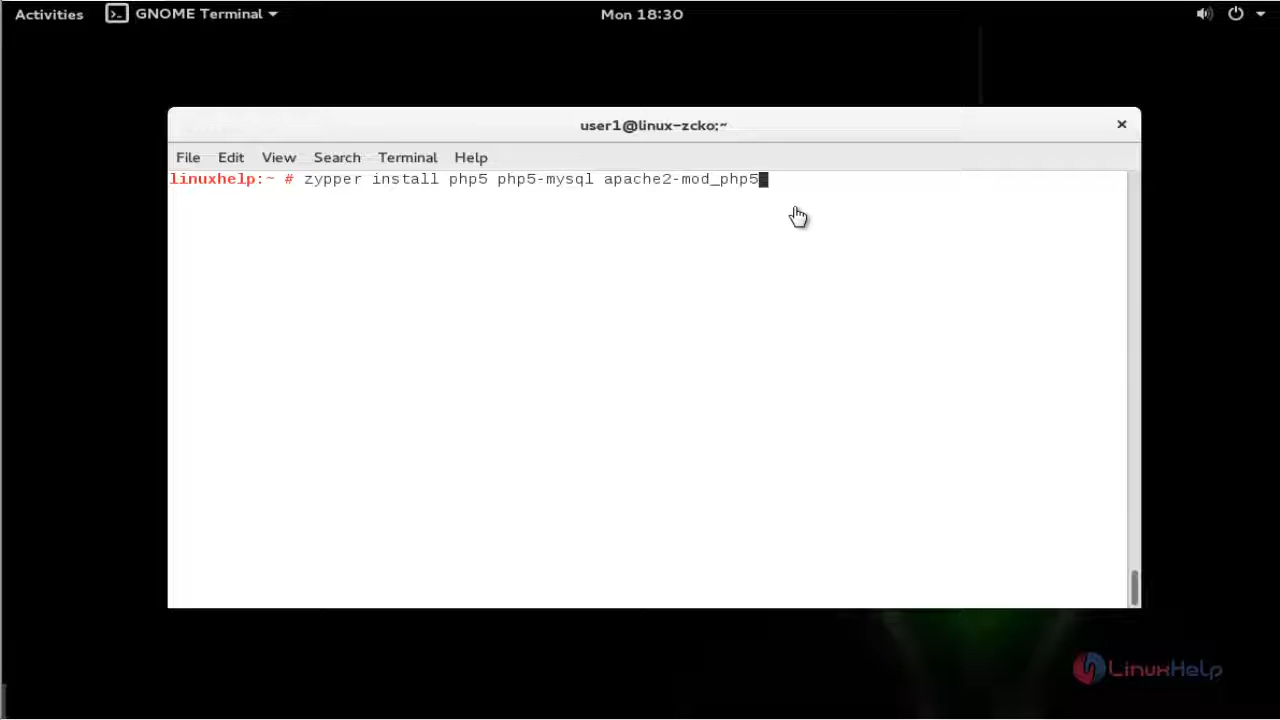 Activities GNOME Terminal Mon 18:30
user1@linux-zcko:~ ×
File Edit View Search Terminal Help
linuxhelp:~ # zypper install php5 php5-mysql apache2-mod_php5
LinuxHelp